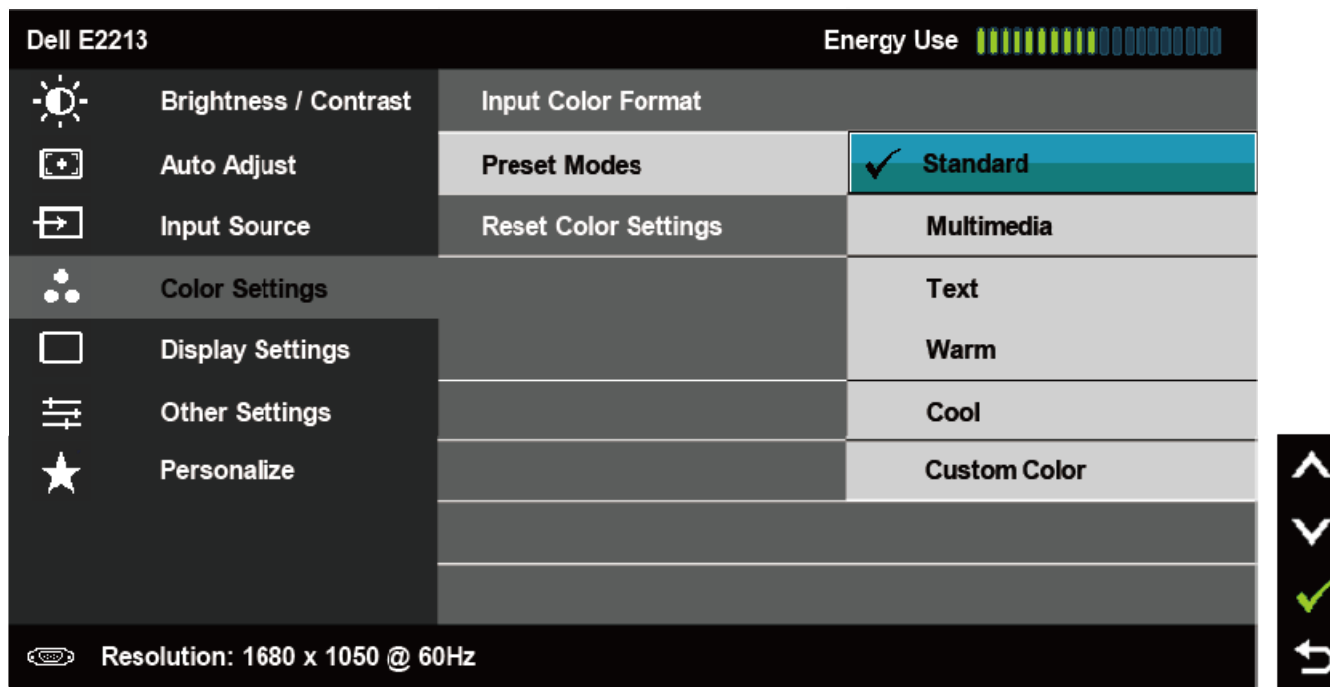 Dell E2213 Energy Use
Brightness / Contrast Input Color Format
Auto Adjust Preset Modes Standard
Input Source Reset Color Settings Multimedia
Color Settings Text
Display Settings Warm
Other Settings Cool
Personalize Custom Color
Resolution: 1680 x 1050 @ 60Hz